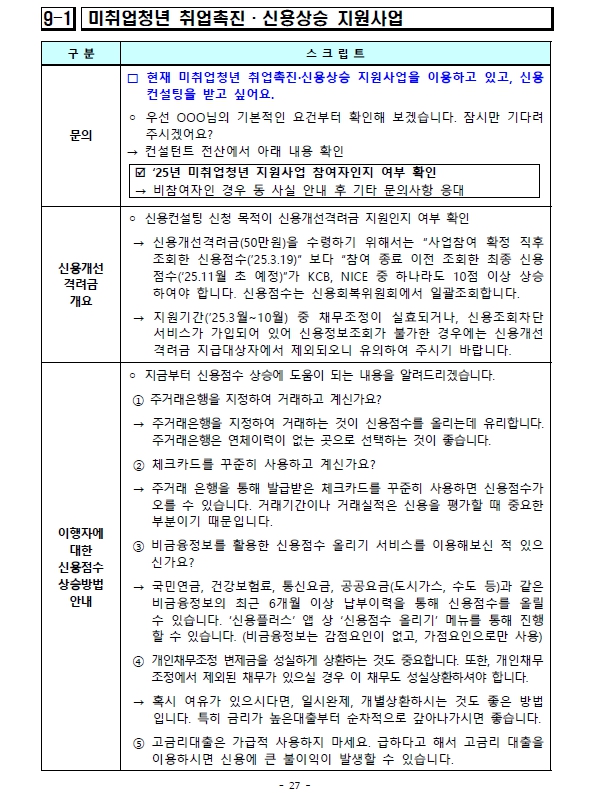 9-1 미취업청년 취업촉진·신용상승 지원사업
구 분
스 크 립 트
문의
□ 현재 미취업청년 취업촉진·신용상승 지원사업을 이용하고 있고, 신용
컨설팅을 받고 싶어요.
○ 우선 OOO님의 기본적인 요건부터 확인해 보겠습니다. 잠시만 기다려
주시겠어요?
→ 컨설턴트 전산에서 아래 내용 확인
☑ ‘25년 미취업청년 지원사업 참여자인지 여부 확인
→ 비참여자인 경우 동 사실 안내 후 기타 문의사항 응대
신용개선
격려금
개요
○ 신용컨설팅 신청 목적이 신용개선격려금 지원인지 여부 확인
→ 신용개선격려금(50만원)을 수령하기 위해서는 “사업참여 확정 직후
조회한 신용점수(‘25.3.19)” 보다 “참여 종료 이전 조회한 최종 신용
점수(‘25.11월 초 예정)”가 KCB, NICE 중 하나라도 10점 이상 상승
하여야 합니다. 신용점수는 신용회복위원회에서 일괄조회합니다.
→ 지원기간(‘25.3월~10월) 중 채무조정이 실효되거나, 신용조회차단
서비스가 가입되어 있어 신용정보조회가 불가한 경우에는 신용개선
격려금 지급대상자에서 제외되오니 유의하여 주시기 바랍니다.
이행자에
대한
신용점수
상승방법
안내
○ 지금부터 신용점수 상승에 도움이 되는 내용을 알려드리겠습니다.
① 주거래은행을 지정하여 거래하고 계신가요?
→ 주거래은행을 지정하여 거래하는 것이 신용점수를 올리는데 유리합니다.
주거래은행은 연체이력이 없는 곳으로 선택하는 것이 좋습니다.
② 체크카드를 꾸준히 사용하고 계신가요?
→ 주거래 은행을 통해 발급받은 체크카드를 꾸준히 사용하면 신용점수가
오를 수 있습니다. 거래기간이나 거래실적은 신용을 평가할 때 중요한
부분이기 때문입니다.
③ 비금융정보를 활용한 신용점수 올리기 서비스를 이용해보신 적 있으
신가요?
→ 국민연금, 건강보험료, 통신요금, 공공요금(도시가스, 수도 등)과 같은
비금융정보의 최근 6개월 이상 납부이력을 통해 신용점수를 올릴
수 있습니다. ‘신용플러스’ 앱 상 ‘신용점수 올리기’ 메뉴를 통해 진행
할 수 있습니다. (비금융정보는 감점요인이 없고, 가점요인으로만 사용)
④ 개인채무조정 변제금을 성실하게 상환하는 것도 중요합니다. 또한, 개인채무
조정에서 제외된 채무가 있으실 경우 이 채무도 성실상환하셔야 합니다.
→ 혹시 여유가 있으시다면, 일시완제, 개별상환하시는 것도 좋은 방법
입니다. 특히 금리가 높은대출부터 순차적으로 갚아나가시면 좋습니다.
⑤ 고금리대출은 가급적 사용하지 마세요. 급하다고 해서 고금리 대출을
이용하시면 신용에 큰 불이익이 발생할 수 있습니다.
- 27 -